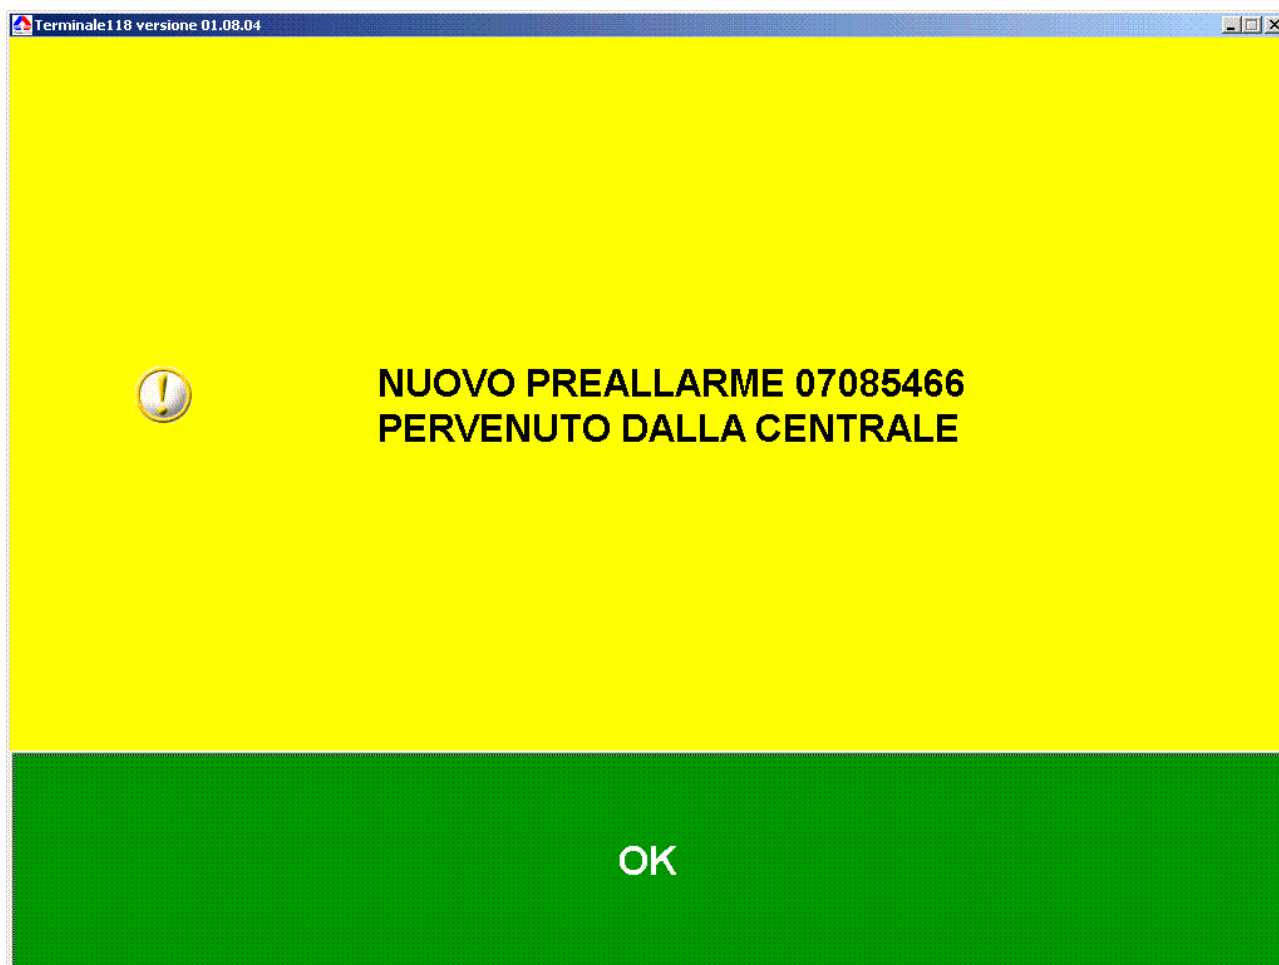 Terminale118 versione 01.08.04
NUOVO PREALLARME 07085466
PERVENUTO DALLA CENTRALE
OK